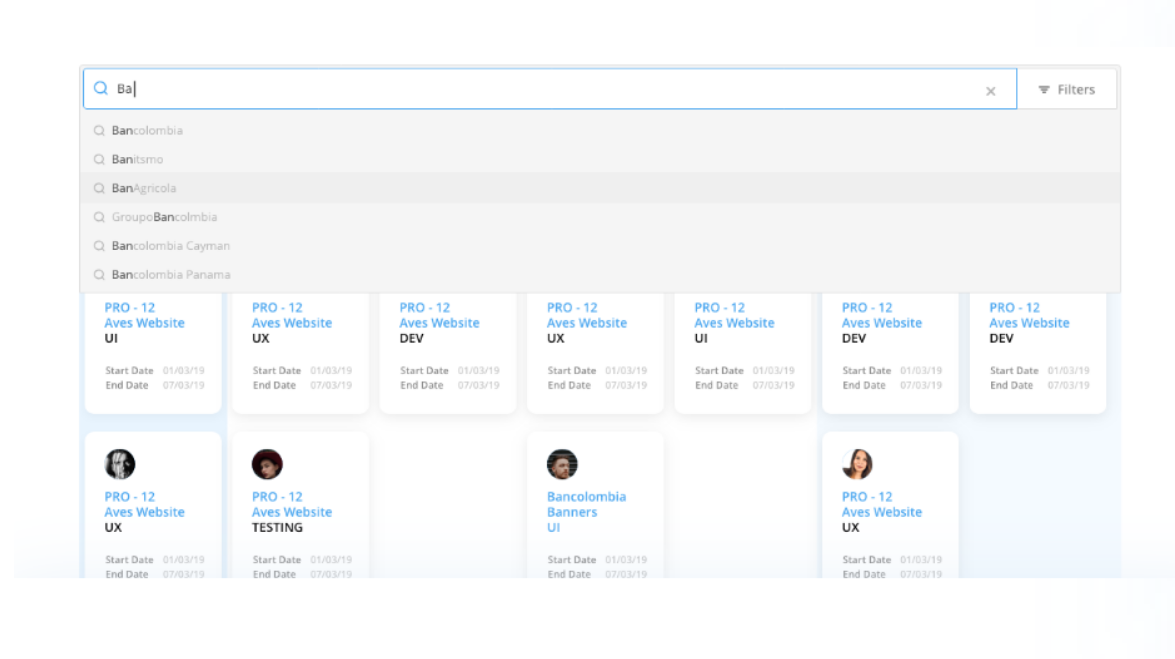 Ba
Filters
Bancolombia
Banitsmo
BanAgricola
GroupoBancolmbia
Bancolombia Cayman
Bancolombia Panama
PRO - 12 PRO - 12 PRO - 12 PRO - 12 PRO - 12 PRO - 12 PRO - 12
Aves Website Aves Website Aves Website Aves Website Aves Website Aves Website Aves Website
UI UX DEV UX UI DEV DEV
Start Date 01/03/19 Start Date 01/03/19 Start Date 01/03/19 Start Date 01/03/19 Start Date 01/03/19 Start Date 01/03/19 Start Date 01/03/19
End Date 07/03/19 End Date 07/03/19 End Date 07/03/19 End Date 07/03/19 End Date 07/03/19 End Date 07/03/19 End Date 07/03/19
PRO - 12 PRO - 12 Bancolombia PRO - 12
Aves Website Aves Website Banners Aves Website
UX TESTING UI UX
Start Date 01/03/19 Start Date 01/03/19 Start Date 01/03/19 Start Date 01/03/19
End Date 07/03/19 End Date 07/03/19 End Date 07/03/19 End Date 07/03/19